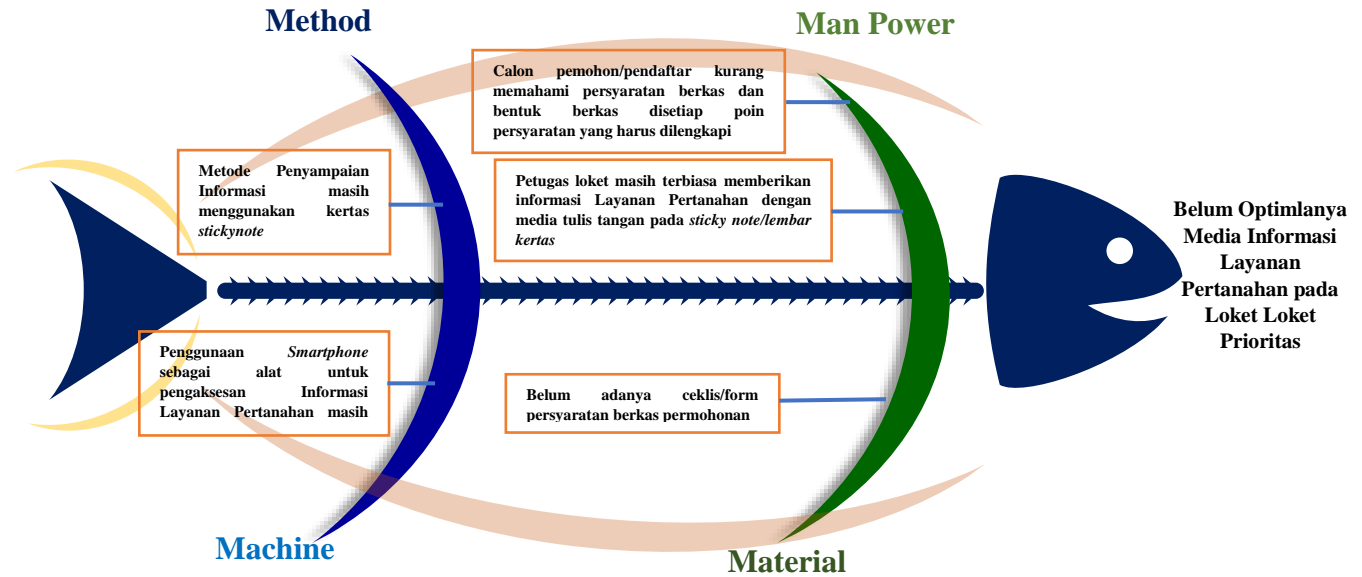 Method
Man Power
Calon pemohon/pendaftar kurang
memahami persyaratan berkas dan
bentuk berkas disetiap poin
persyaratan yang harus dilengkapi
Metode Penyampaian
Informasi masih
menggunakan kertas
stickynote
Petugas loket masih terbiasa memberikan
informasi Layanan Pertanahan dengan
media tulis tangan pada sticky note/lembar
kertas
Belum Optimlanya
Media Informasi
Layanan
Pertanahan pada
Loket Loket
Prioritas
Penggunaan Smartphone
sebagai alat untuk
pengaksesan Informasi
Layanan Pertanahan masih
Belum adanya ceklis/form
persyaratan berkas permohonan
Machine
Material